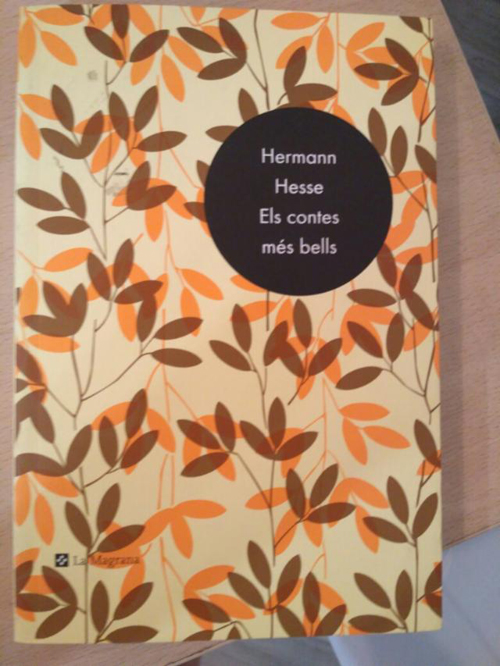 Hermann
Hesse
Els contes
més bells
La Magrana